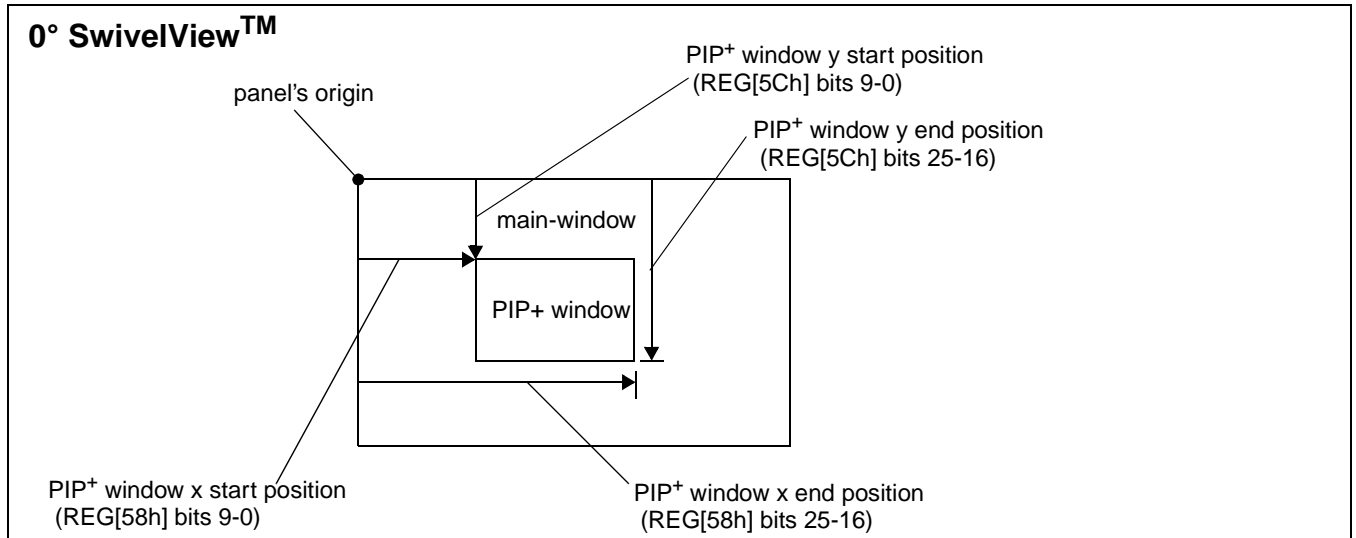 0° SwivelView™
PIP+ window y start position
(REG[5Ch] bits 9-0)
panel's origin
PIP+ window y end position
(REG[5Ch] bits 25-16)
main-window
PIP+ window
PIP+ window x start position
(REG[58h] bits 9-0)
PIP+ window x end position
(REG[58h] bits 25-16)